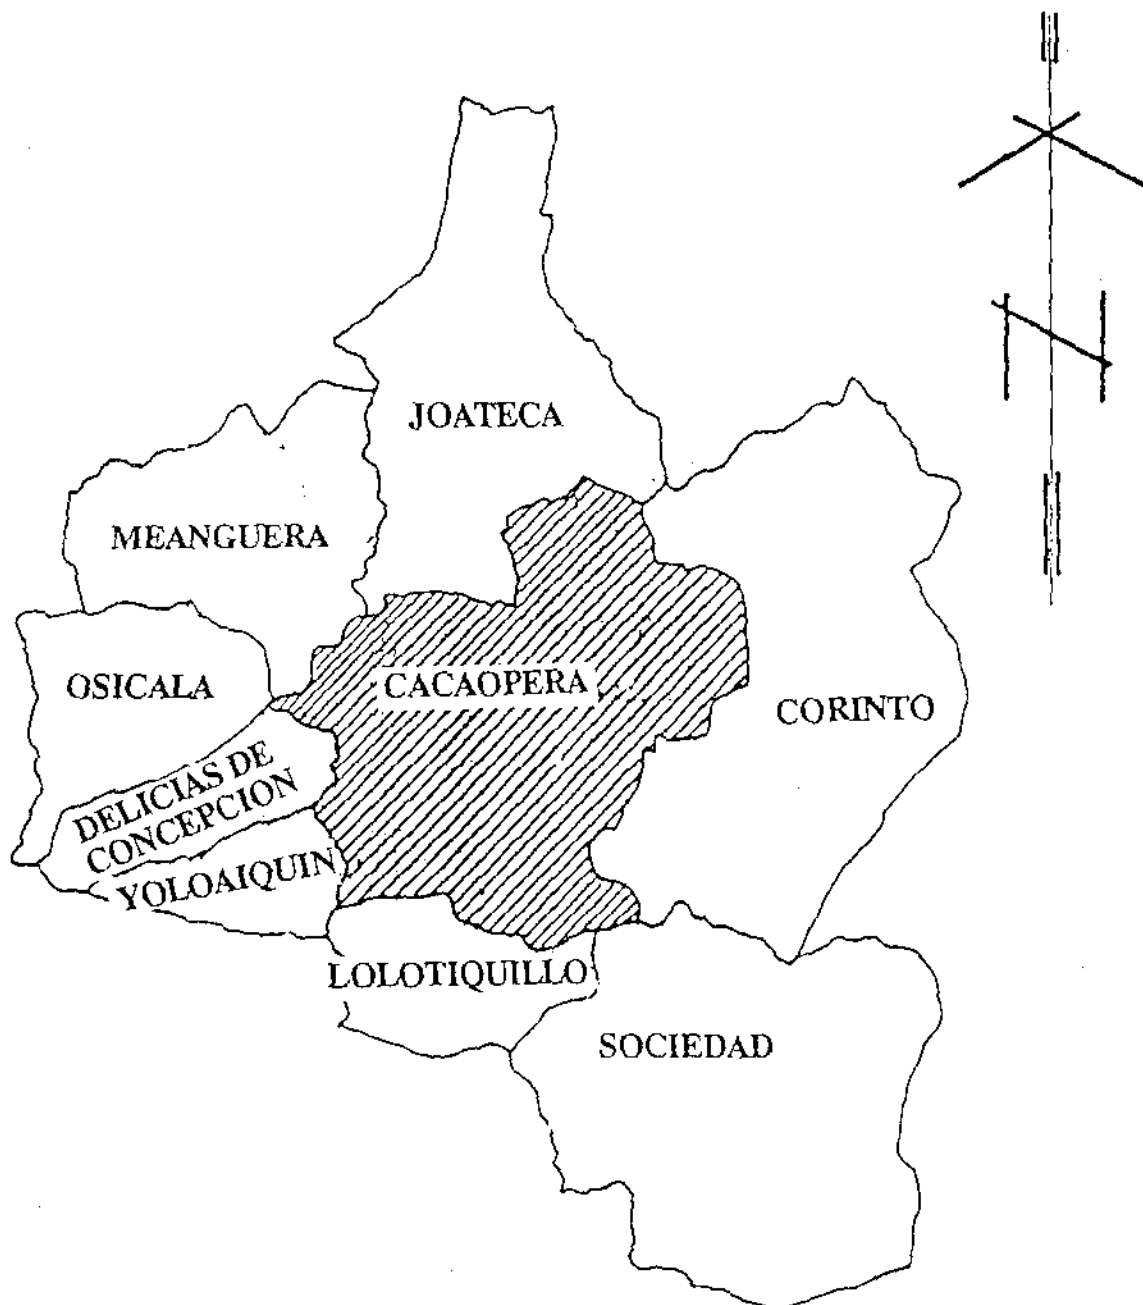 JOATECA
MEANGUERA
OSICALA
CACAOPERA
CORINTO
DELICIAS DE
CONCEPCION
YOLOAIQUIN
LOLOTIQUILLO
SOCIEDAD
N